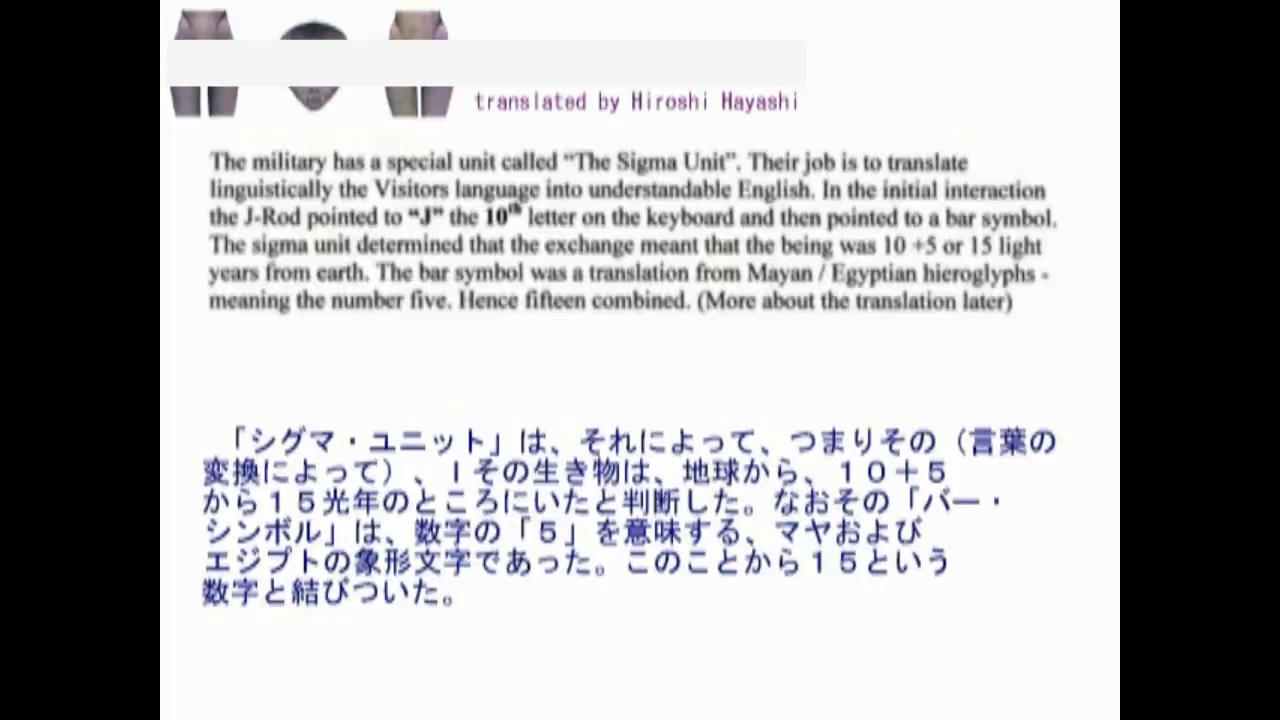 translated by Hiroshi Hayashi
The military has a special unit called “The Sigma Unit”. Their job is to translate
linguistically the Visitors language into understandable English. In the initial interaction
the J-Rod pointed to “J” the 10th letter on the keyboard and then pointed to a bar symbol.
The sigma unit determined that the exchange meant that the being was 10 +5 or 15 light
years from earth. The bar symbol was a translation from Mayan / Egyptian hieroglyphs -
meaning the number five. Hence fifteen combined. (More about the translation later)
「シグマ・ユニット」は、それによって、つまりその（言葉の
変換によって）、Ｉその生き物は、地球から、１０＋５
から１５光年のところにいたと判断した。なおその「バー・
シンボル」は、数字の「５」を意味する、マヤおよび
エジプトの象形文字であった。このことから１５という
数字と結びついた。